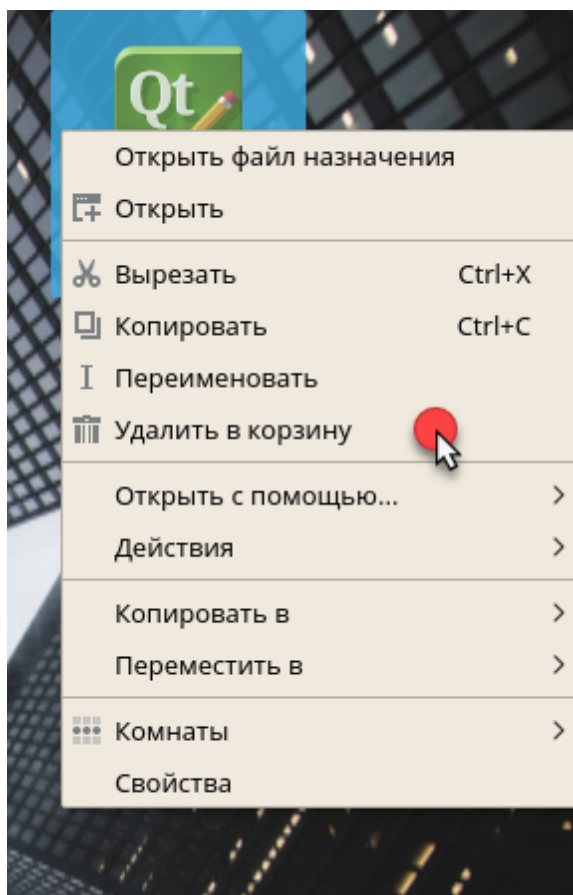 Qt
Открыть файл назначения
Открыть
Вырезать Ctrl+X
Копировать Ctrl+C
Переименовать
Удалить в корзину
Открыть с помощью...
Действия
Копировать в
Переместить в
Комнаты
Свойства